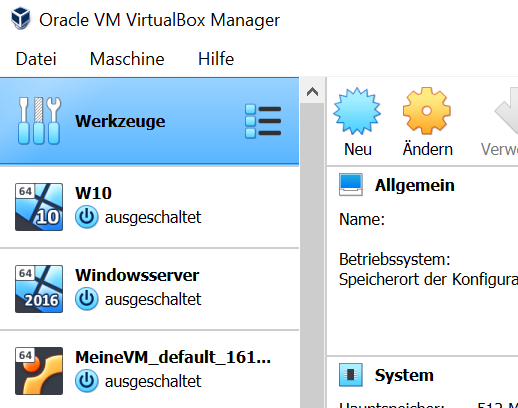 Oracle VM VirtualBox Manager
Datei Maschine Hilfe
Werkzeuge
Neu Ändern Verwe
64 10 W10
ausgeschaltet
64 2016 Windowsserver
ausgeschaltet
64 MeineVM_default_161...
ausgeschaltet
Allgemein
Name:
Betriebssystem:
Speicherort der Konfigura
System
Hauptspeicher: 512 M